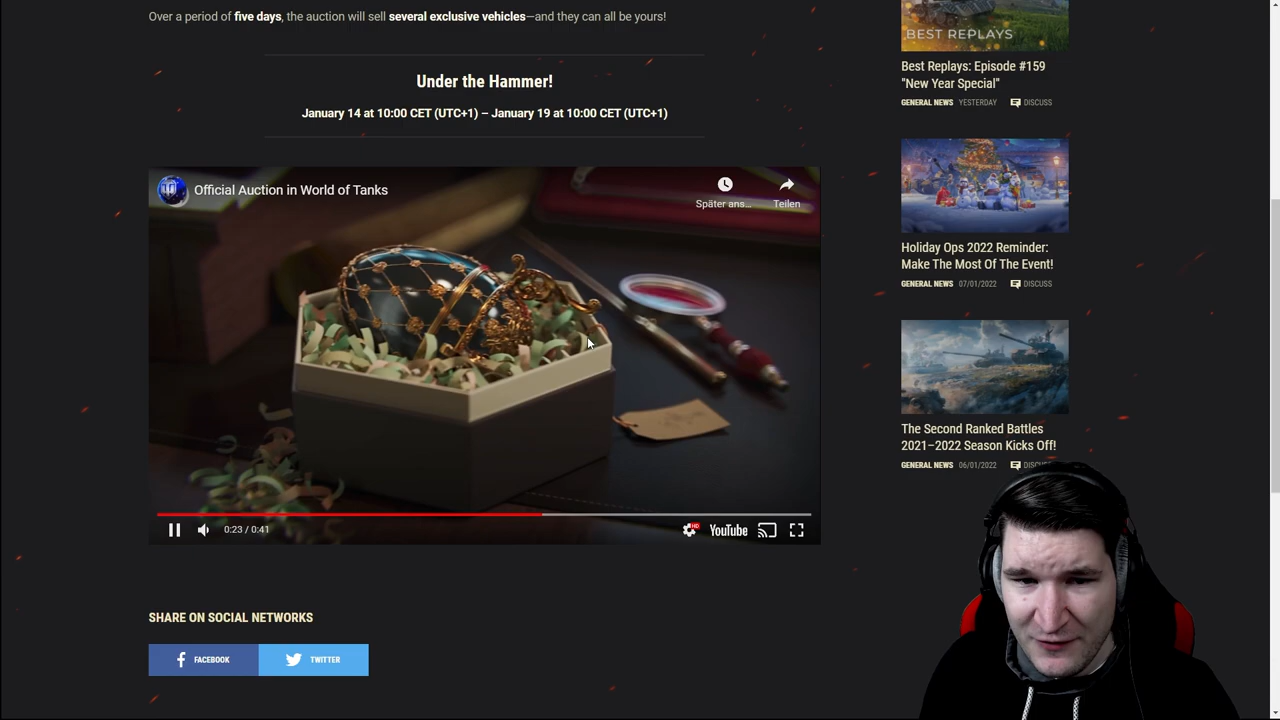 Over a period of five days, the auction will sell several exclusive vehicles—and they can all be yours!
Under the Hammer!
January 14 at 10:00 CET (UTC+1) – January 19 at 10:00 CET (UTC+1)
Official Auction in World of Tanks
Später ans...
Teilen
0:23 / 0:41
HD
YouTube
SHARE ON SOCIAL NETWORKS
FACEBOOK
TWITTER
BEST REPLAYS
Best Replays: Episode #159
"New Year Special"
GENERAL NEWS YESTERDAY DISCUSS
Holiday Ops 2022 Reminder:
Make The Most Of The Event!
GENERAL NEWS 07/01/2022 DISCUSS
The Second Ranked Battles
2021–2022 Season Kicks Off!
GENERAL NEWS 06/01/2022